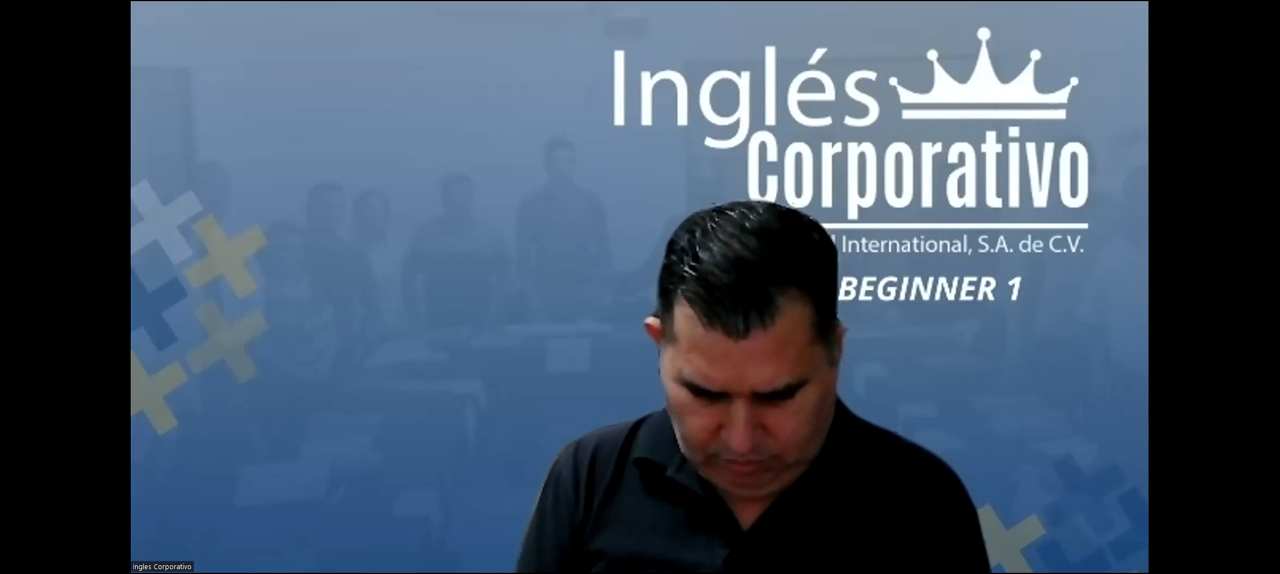 Inglés
Corporativo
International, S.A. de C.V.
BEGINNER 1
Ingles Corporativo